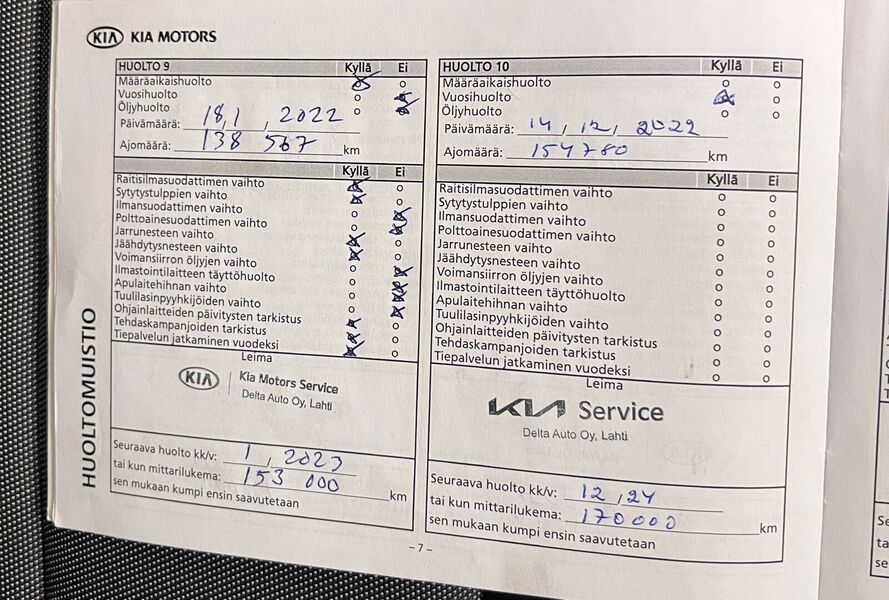 KIA KIA MOTORS
HUOLTOMUISTIO
HUOLTO 9 Kyllä Ei
Määräaikaishuolto
Vuosihuolto
Öljyhuolto
Päivämäärä: 18,1, 2022
Ajomäärä: 138 567 km
Kyllä Ei
Raitisilmasuodattimen vaihto
Sytytystulppien vaihto
Ilmansuodattimen vaihto
Polttoainesuodattimen vaihto
Jarrunesteen vaihto
Jäähdytysnesteen vaihto
Voimansiirron öljyjen vaihto
Ilmastointilaitteen täyttöhuolto
Apulaitehihnan vaihto
Tuulilasinpyyhkijöiden vaihto
Ohjainlaitteiden päivitysten tarkistus
Tehdaskampanjoiden tarkistus
Tiepalvelun jatkaminen vuodeksi
Leima
KIA Kia Motors Service
Delta Auto Oy, Lahti
Seuraava huolto kk/v: 1, 2023
tai kun mittarilukema: 153 000 km
sen mukaan kumpi ensin saavutetaan
HUOLTO 10 Kyllä Ei
Määräaikaishuolto
Vuosihuolto
Öljyhuolto
Päivämäärä: 14, 12, 2022
Ajomäärä: 154780 km
Kyllä Ei
Raitisilmasuodattimen vaihto
Sytytystulppien vaihto
Ilmansuodattimen vaihto
Polttoainesuodattimen vaihto
Jarrunesteen vaihto
Jäähdytysnesteen vaihto
Voimansiirron öljyjen vaihto
Ilmastointilaitteen täyttöhuolto
Apulaitehihnan vaihto
Tuulilasinpyyhkijöiden vaihto
Ohjainlaitteiden päivitysten tarkistus
Tehdaskampanjoiden tarkistus
Tiepalvelun jatkaminen vuodeksi
Leima
KIA Service
Delta Auto Oy, Lahti
Seuraava huolto kk/v: 12, 24
tai kun mittarilukema: 170000 km
sen mukaan kumpi ensin saavutetaan
- 7 -